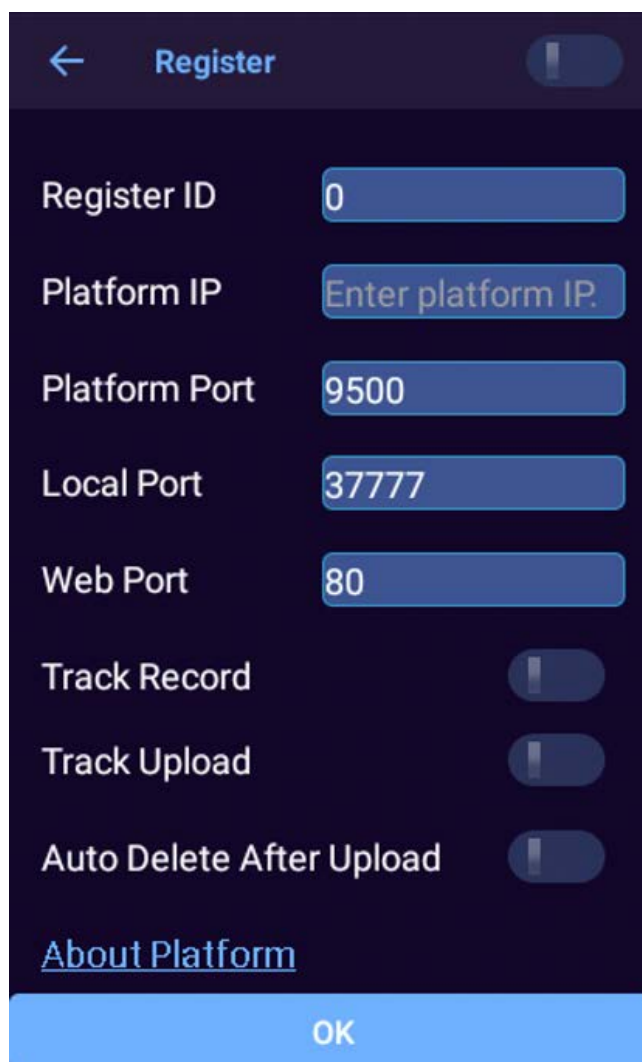 Register
Register ID 0
Platform IP Enter platform IP.
Platform Port 9500
Local Port 37777
Web Port 80
Track Record
Track Upload
Auto Delete After Upload
About Platform
OK